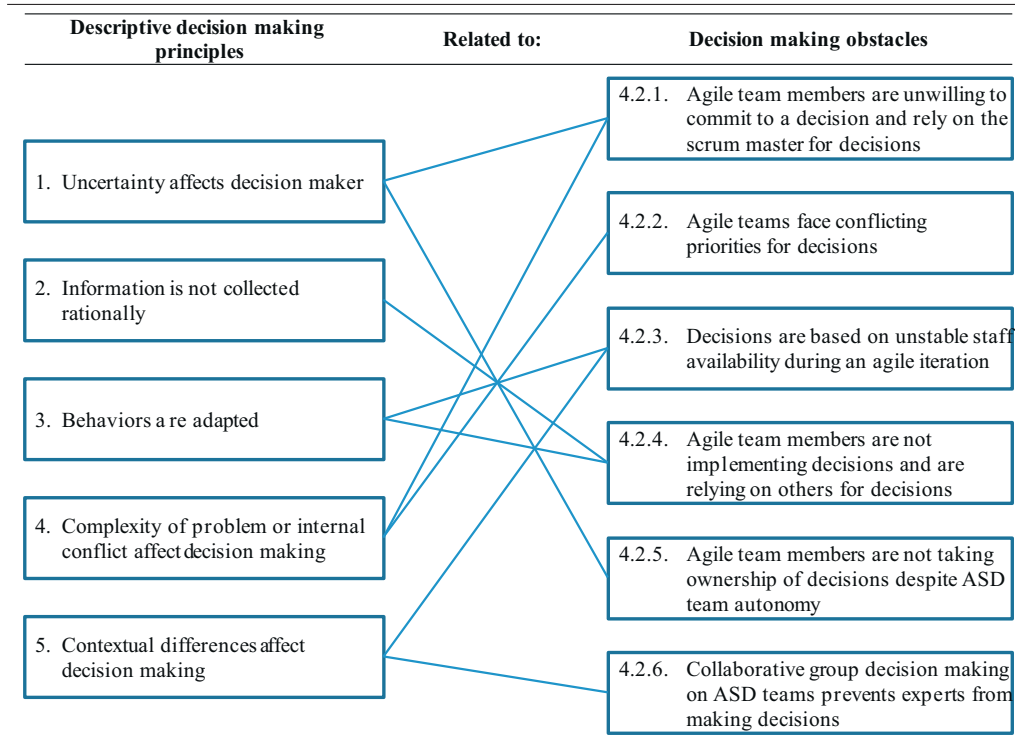 Descriptive decision making
principles
Related to:
Decision making obstacles
1. Uncertainty affects decision maker
2. Information is not collected
rationally
3. Behaviors a re adapted
4. Complexity of problem or internal
conflict affect decision making
5. Contextual differences affect
decision making
4.2.1. Agile team members are unwilling to
commit to a decision and rely on the
scrum master for decisions
4.2.2. Agile teams face conflicting
priorities for decisions
4.2.3. Decisions are based on unstable staff
availability during an agile iteration
4.2.4. Agile team members are not
implementing decisions and are
relying on others for decisions
4.2.5. Agile team members are not taking
ownership of decisions despite ASD
team autonomy
4.2.6. Collaborative group decision making
on ASD teams prevents experts from
making decisions